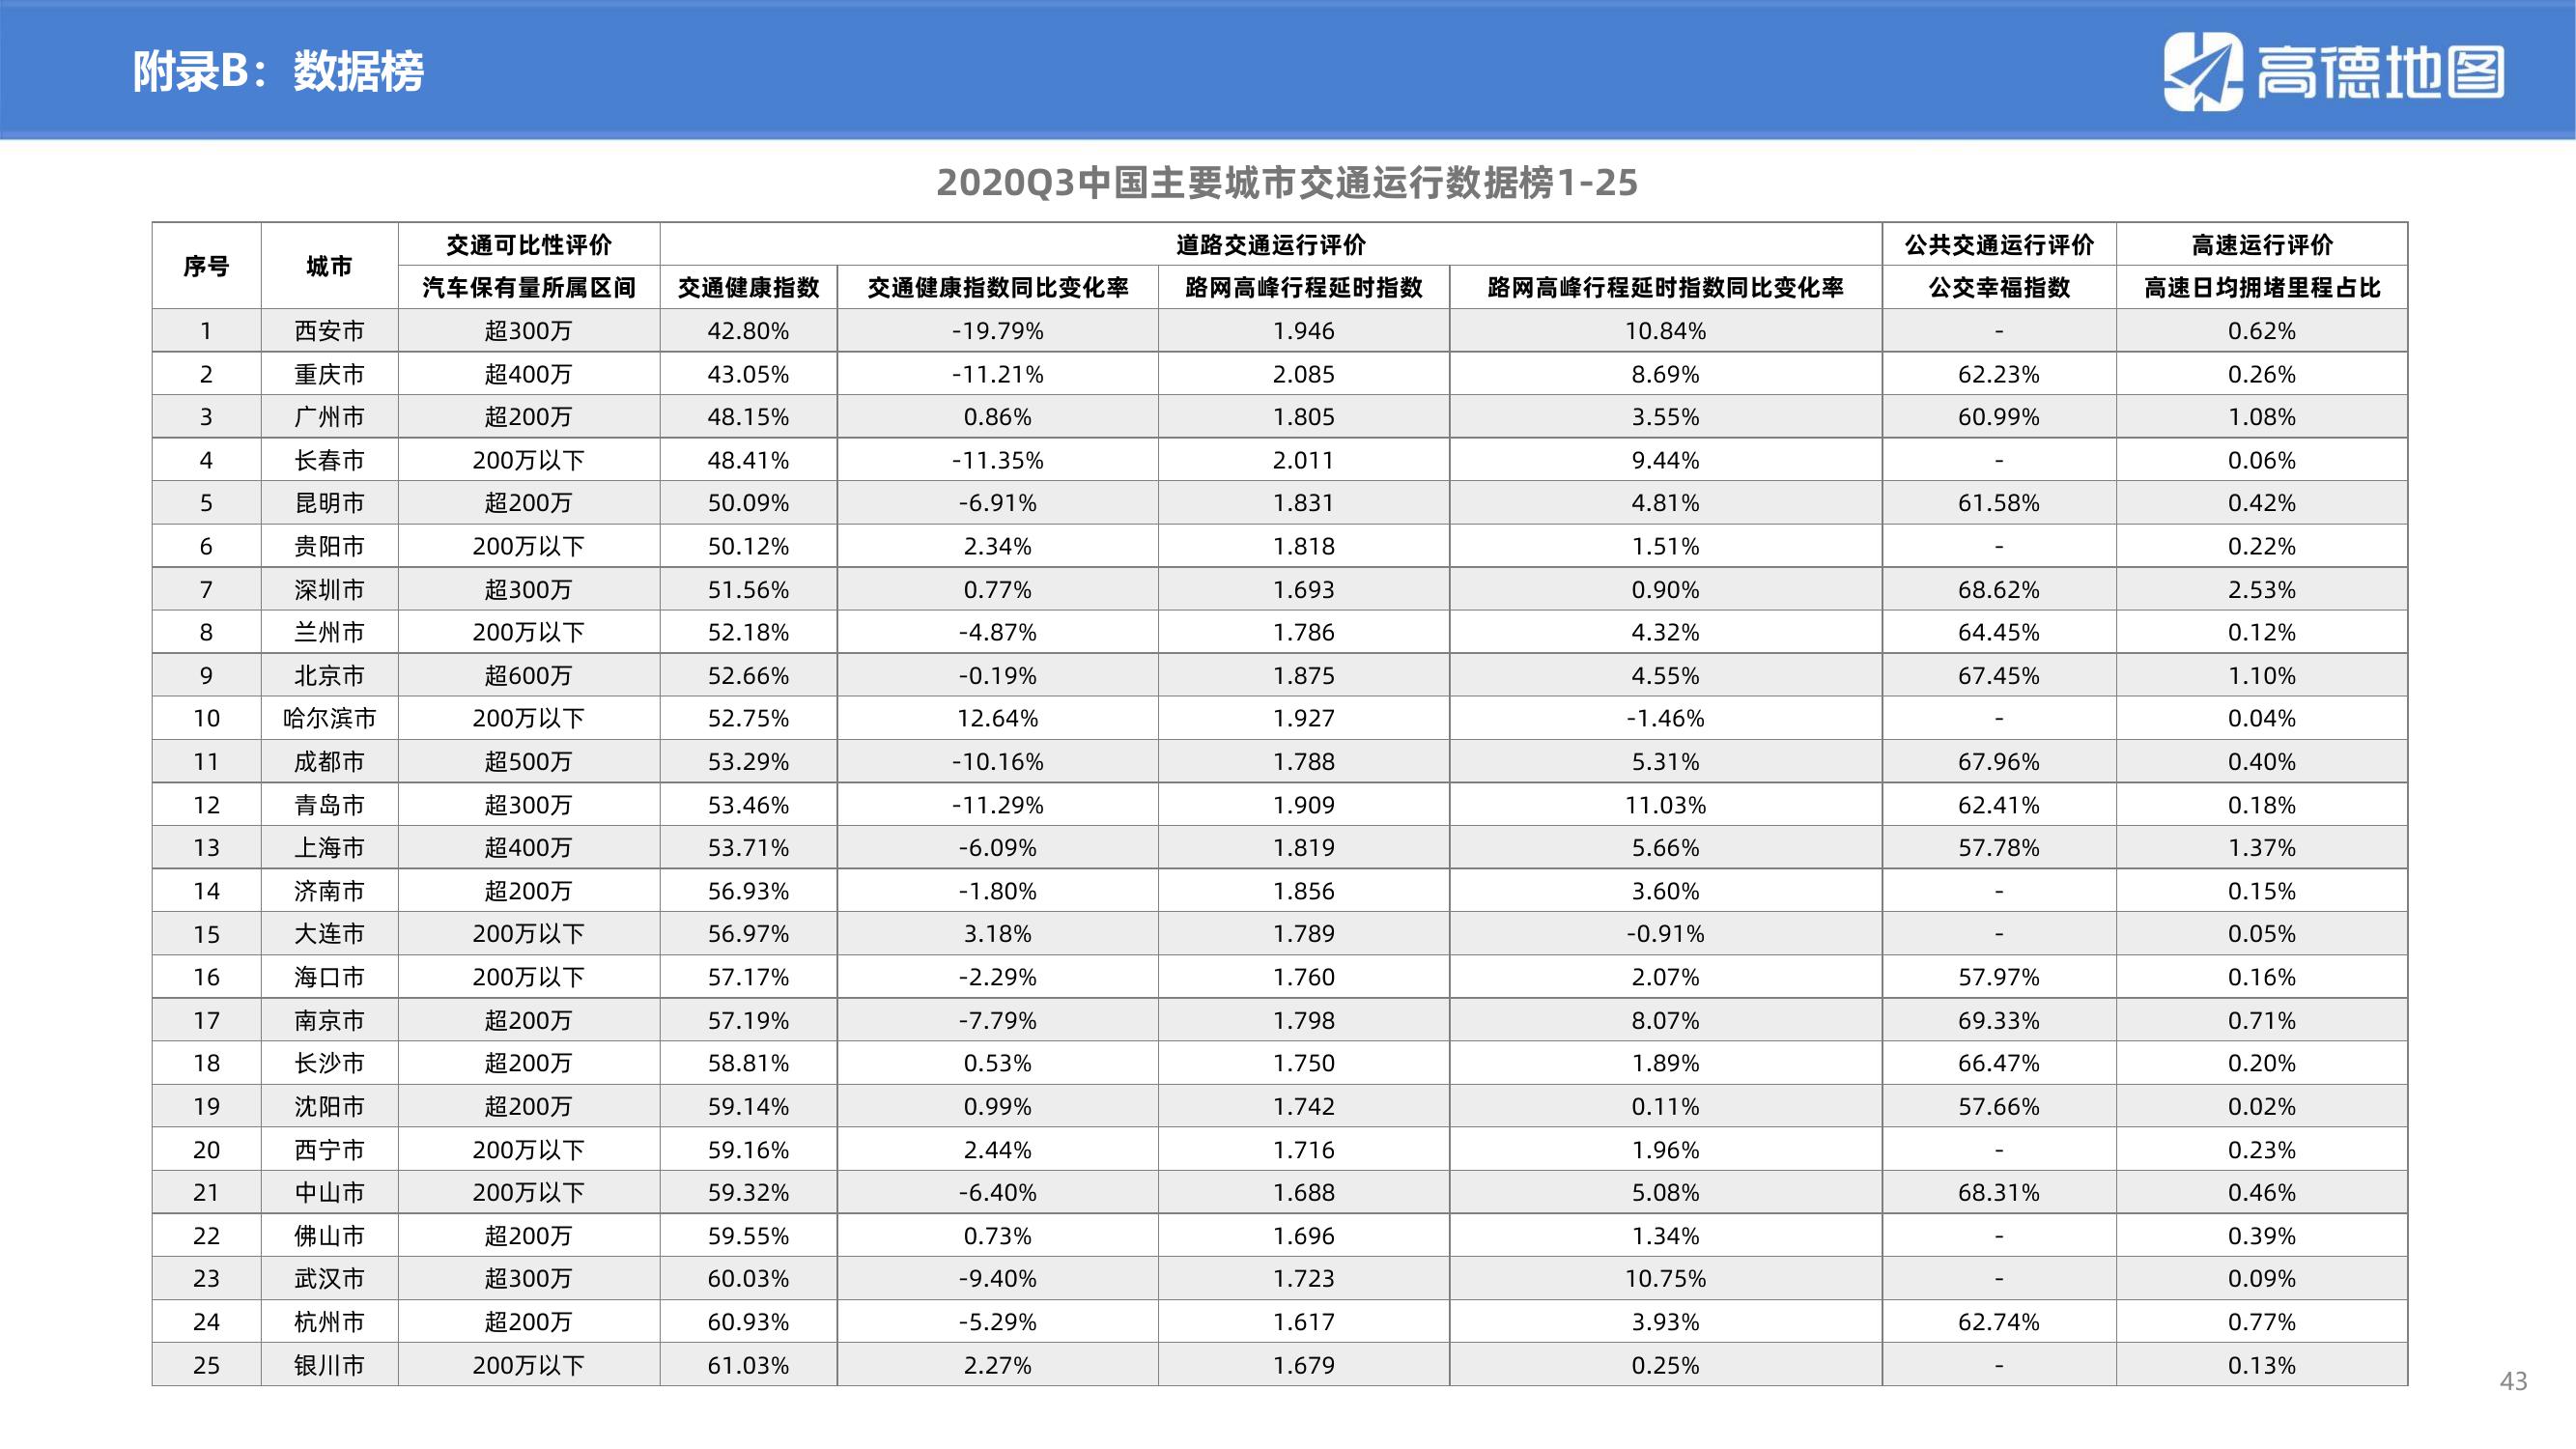 附录B：数据榜
高德地图
2020Q3中国主要城市交通运行数据榜1-25
序号 城市 交通可比性评价 道路交通运行评价 公共交通运行评价 高速运行评价
汽车保有量所属区间 交通健康指数 交通健康指数同比变化率 路网高峰行程延时指数 路网高峰行程延时指数同比变化率 公交幸福指数 高速日均拥堵里程占比
1 西安市 超300万 42.80% -19.79% 1.946 10.84% - 0.62%
2 重庆市 超400万 43.05% -11.21% 2.085 8.69% 62.23% 0.26%
3 广州市 超200万 48.15% 0.86% 1.805 3.55% 60.99% 1.08%
4 长春市 200万以下 48.41% -11.35% 2.011 9.44% - 0.06%
5 昆明市 超200万 50.09% -6.91% 1.831 4.81% 61.58% 0.42%
6 贵阳市 200万以下 50.12% 2.34% 1.818 1.51% - 0.22%
7 深圳市 超300万 51.56% 0.77% 1.693 0.90% 68.62% 2.53%
8 兰州市 200万以下 52.18% -4.87% 1.786 4.32% 64.45% 0.12%
9 北京市 超600万 52.66% -0.19% 1.875 4.55% 67.45% 1.10%
10 哈尔滨市 200万以下 52.75% 12.64% 1.927 -1.46% - 0.04%
11 成都市 超500万 53.29% -10.16% 1.788 5.31% 67.96% 0.40%
12 青岛市 超300万 53.46% -11.29% 1.909 11.03% 62.41% 0.18%
13 上海市 超400万 53.71% -6.09% 1.819 5.66% 57.78% 1.37%
14 济南市 超200万 56.93% -1.80% 1.856 3.60% - 0.15%
15 大连市 200万以下 56.97% 3.18% 1.789 -0.91% - 0.05%
16 海口市 200万以下 57.17% -2.29% 1.760 2.07% 57.97% 0.16%
17 南京市 超200万 57.19% -7.79% 1.798 8.07% 69.33% 0.71%
18 长沙市 超200万 58.81% 0.53% 1.750 1.89% 66.47% 0.20%
19 沈阳市 超200万 59.14% 0.99% 1.742 0.11% 57.66% 0.02%
20 西宁市 200万以下 59.16% 2.44% 1.716 1.96% - 0.23%
21 中山市 200万以下 59.32% -6.40% 1.688 5.08% 68.31% 0.46%
22 佛山市 超200万 59.55% 0.73% 1.696 1.34% - 0.39%
23 武汉市 超300万 60.03% -9.40% 1.723 10.75% - 0.09%
24 杭州市 超200万 60.93% -5.29% 1.617 3.93% 62.74% 0.77%
25 银川市 200万以下 61.03% 2.27% 1.679 0.25% - 0.13%
43